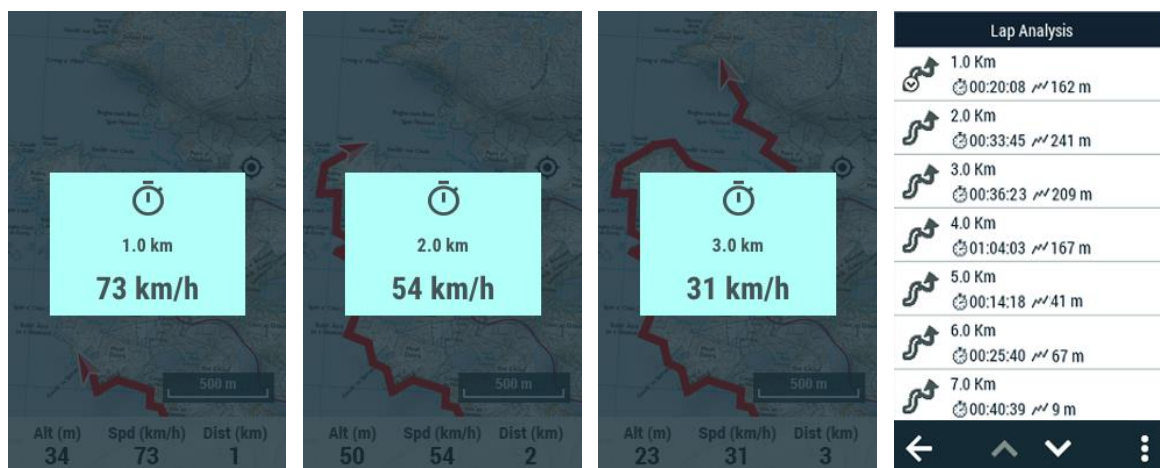 1.0 km
73 km/h
500 m
Alt (m) Spd (km/h) Dist (km)
34 73 1
2.0 km
54 km/h
500 m
Alt (m) Spd (km/h) Dist (km)
50 54 2
3.0 km
31 km/h
500 m
Alt (m) Spd (km/h) Dist (km)
23 31 3
Lap Analysis
1.0 Km
00:20:08 162 m
2.0 Km
00:33:45 241 m
3.0 Km
00:36:23 209 m
4.0 Km
01:04:03 167 m
5.0 Km
00:14:18 41 m
6.0 Km
00:25:40 67 m
7.0 Km
00:40:39 9 m